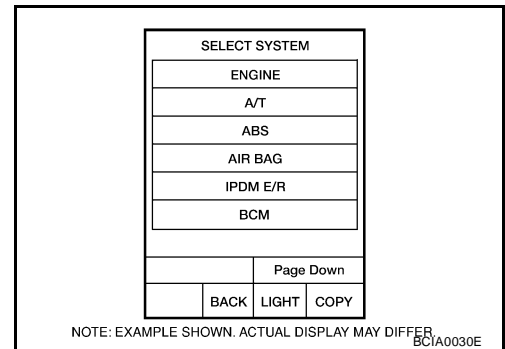 SELECT SYSTEM
ENGINE
A/T
ABS
AIR BAG
IPDM E/R
BCM
Page Down
BACK LIGHT COPY
NOTE: EXAMPLE SHOWN. ACTUAL DISPLAY MAY DIFFER.
BCIA0030E